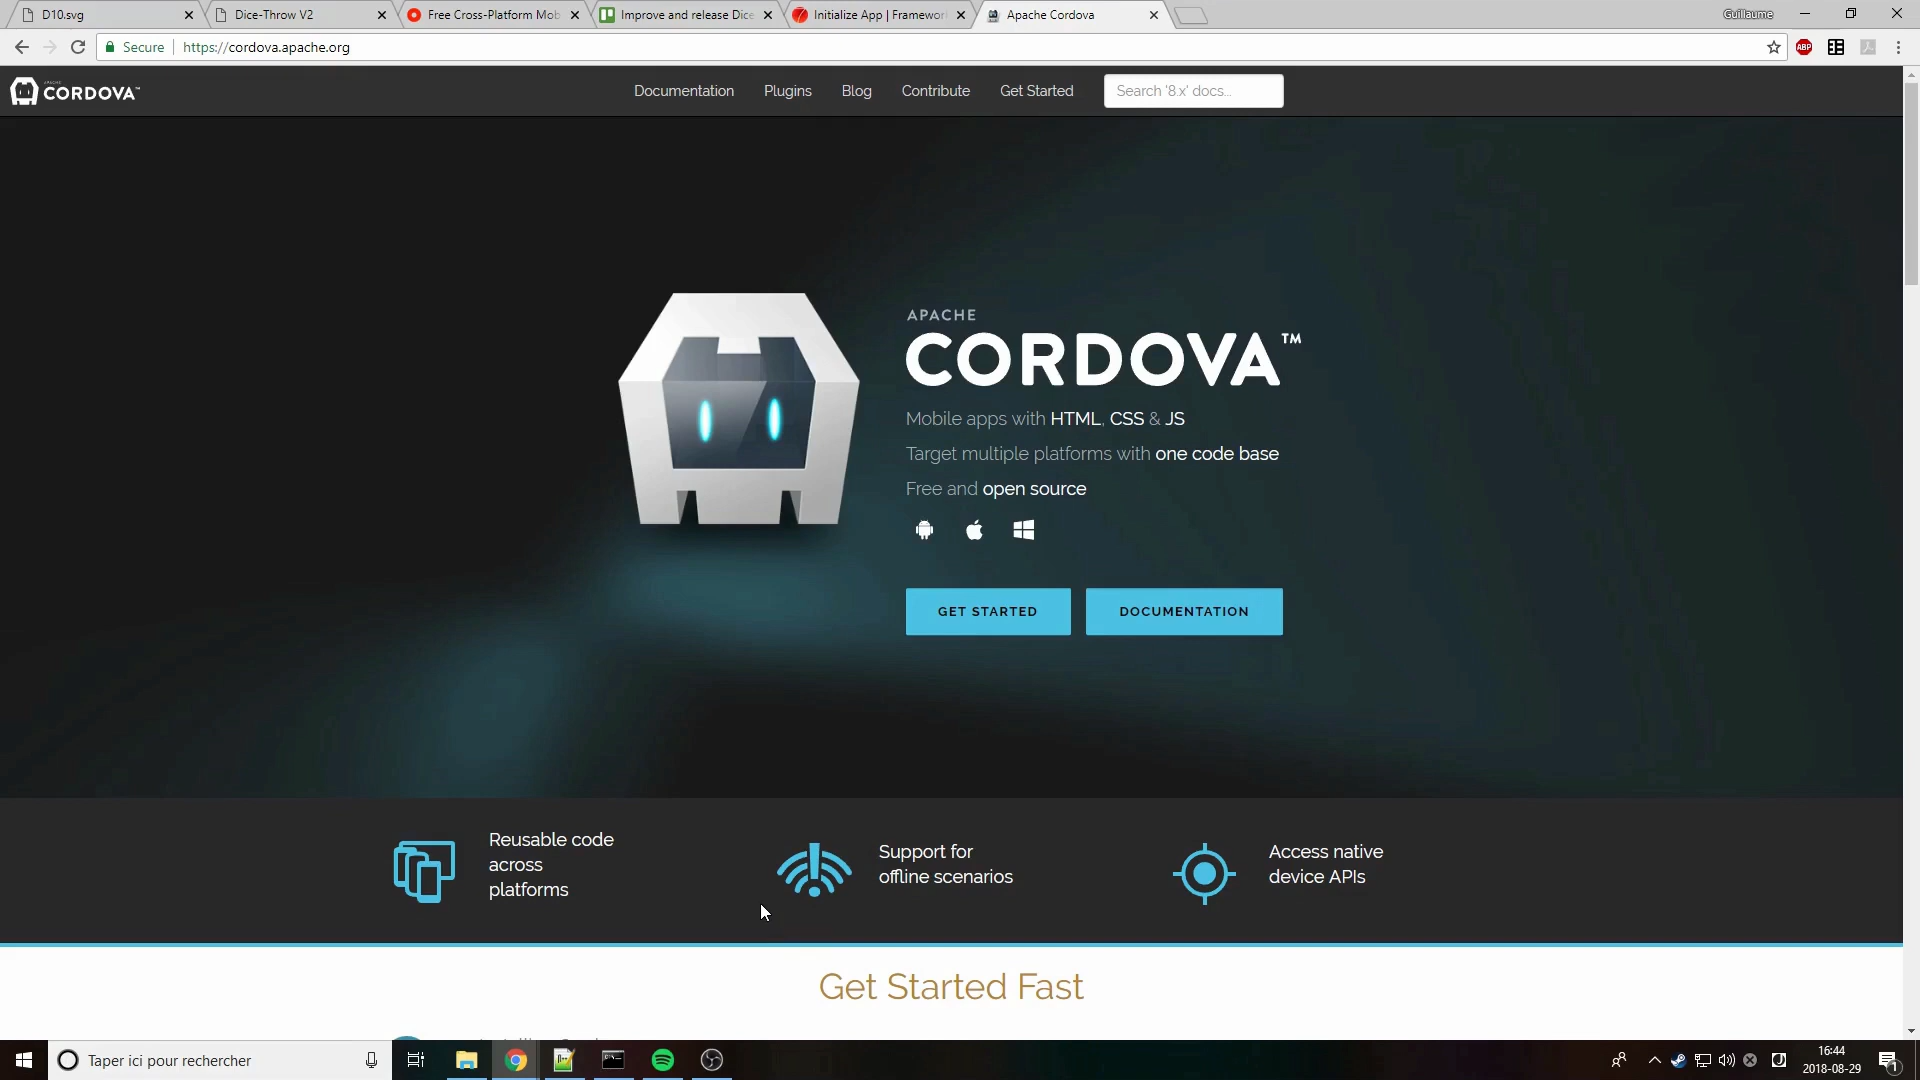 D10.svg
Dice-Throw V2
Free Cross-Platform Mob
Improve and release Dice
Initialize App | Framewor
Apache Cordova
Guillaume
Secure
https://cordova.apache.org
ABP
CORDOVA™
Documentation
Plugins
Blog
Contribute
Get Started
Search '8.x' docs...
APACHE
CORDOVA™
Mobile apps with HTML, CSS & JS
Target multiple platforms with one code base
Free and open source
GET STARTED
DOCUMENTATION
Reusable code
across
platforms
Support for
offline scenarios
Access native
device APIs
Get Started Fast
Taper ici pour rechercher
16:44
2018-08-29
1